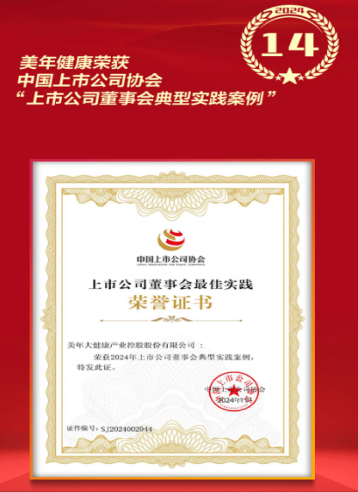 2024
14
美年健康荣获
中国上市公司协会
“上市公司董事会典型实践案例”
中国上市公司协会
上市公司董事会最佳实践
荣誉证书
美年大健康产业控股股份有限公司：
荣获2024年上市公司董事会典型实践案例,
特发此证。
中国上市公司协会
2024年11月
证件编号: SJ2024002044